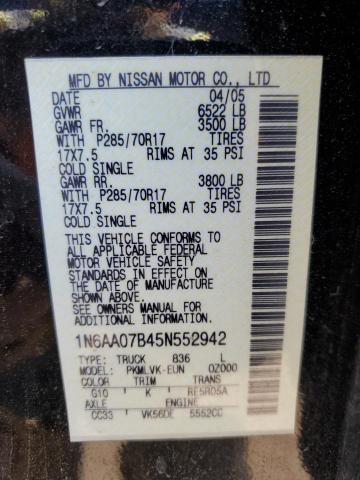 MFD BY NISSAN MOTOR CO., LTD
DATE 04/05
GVWR 6522 LB
GAWR FR. 3500 LB
WITH P285/70R17 TIRES
17X7.5 RIMS AT 35 PSI
COLD SINGLE
GAWR RR. 3800 LB
WITH P285/70R17 TIRES
17X7.5 RIMS AT 35 PSI
COLD SINGLE
THIS VEHICLE CONFORMS TO
ALL APPLICABLE FEDERAL
MOTOR VEHICLE SAFETY
STANDARDS IN EFFECT ON
THE DATE OF MANUFACTURE
SHOWN ABOVE.
SEE OWNERS MANUAL FOR
ADDITIONAL INFORMATION.
1N6AA07B45N552942
TYPE: TRUCK 836 L
MODEL: PKMLVK-EUN 0Z000
COLOR TRIM TRANS
G10 K RE5R05A
AXLE ENGINE
CC33 VK56DE 5552CC